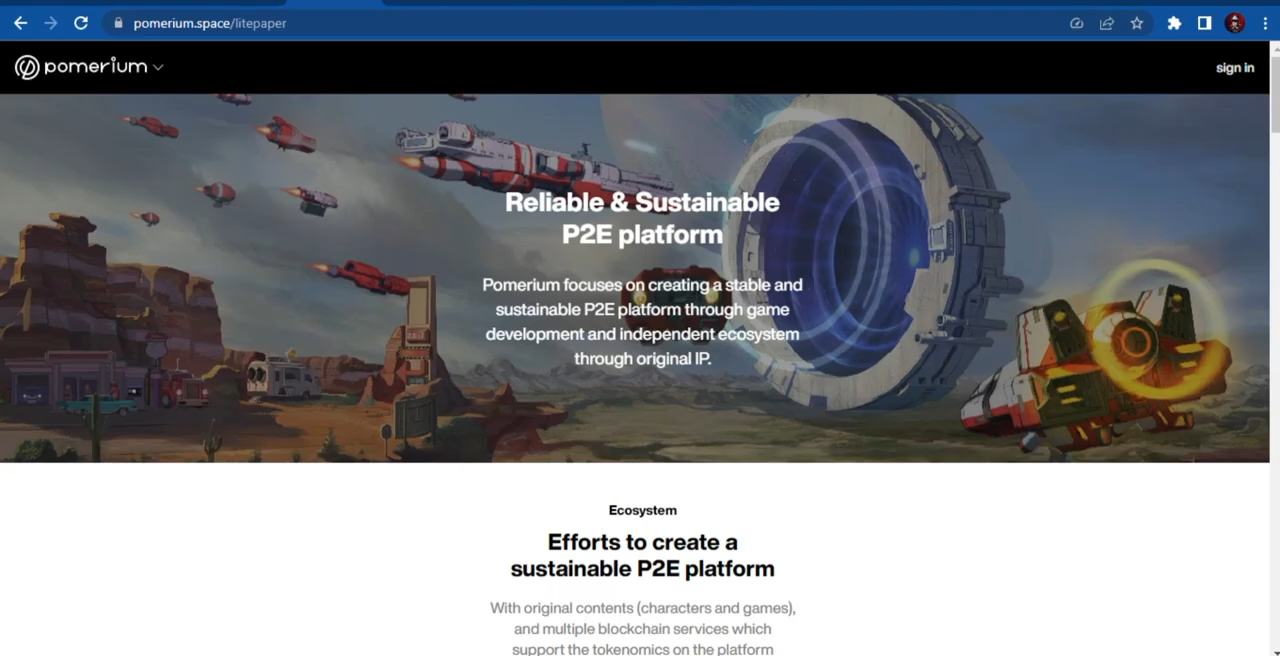 pomerium.space/litepaper
pomerium
sign in
Reliable & Sustainable
P2E platform
Pomerium focuses on creating a stable and
sustainable P2E platform through game
development and independent ecosystem
through original IP.
Ecosystem
Efforts to create a
sustainable P2E platform
With original contents (characters and games),
and multiple blockchain services which
support the tokenomics on the platform